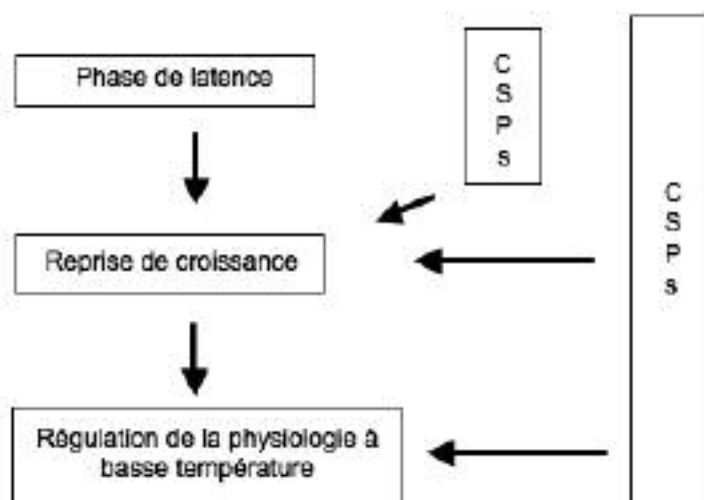 Phase de latence
C
S
P
s
Reprise de croissance
C
S
P
s
Régulation de la physiologie à
basse température